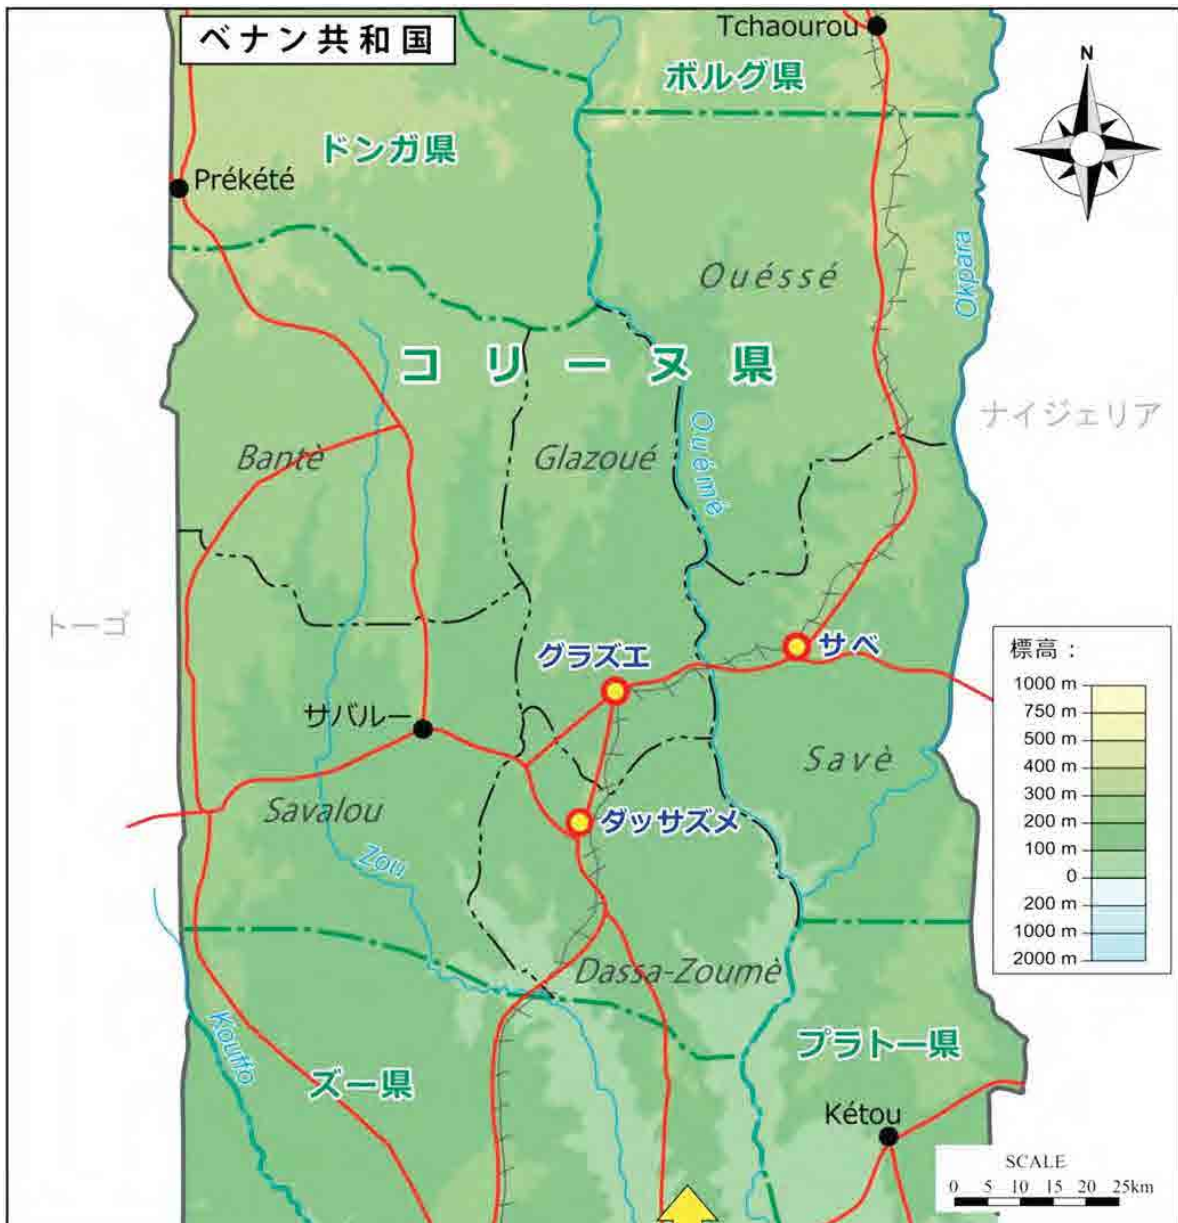 ベナン共和国
Tchaourou
ボルグ県
N
ドンガ県
Prékété
Ouéssé
Okpara
コリーヌ県
ナイジェリア
Bantè
Glazoué
Ouémé
トーゴ
サベ
グラズエ
標高：
1000 m
750 m
500 m
400 m
300 m
200 m
100 m
0
200 m
1000 m
2000 m
サバルー
Savè
Savalou
ダッサズメ
Zou
Dassa-Zoumè
Kouffo
プラトー県
ズー県
Kétou
SCALE
0 5 10 15 20 25km